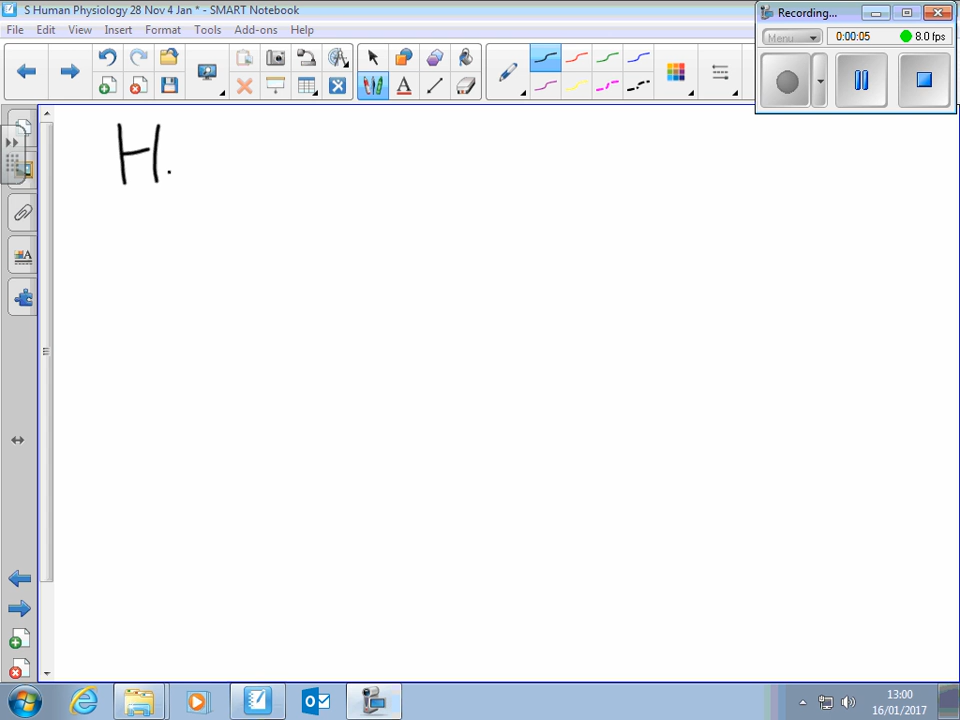 S Human Physiology 28 Nov 4 Jan * - SMART Notebook
Recording...
File Edit View Insert Format Tools Add-ons Help
Menu 0:00:05 8.0 fps
H.
13:00
16/01/2017